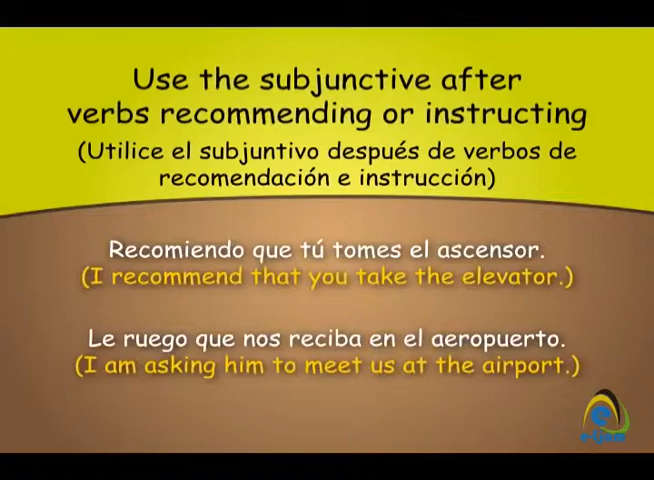 Use the subjunctive after
verbs recommending or instructing
(Utilice el subjuntivo después de verbos de
recomendación e instrucción)
Recomiendo que tú tomes el ascensor.
(I recommend that you take the elevator.)
Le ruego que nos reciba en el aeropuerto.
(I am asking him to meet us at the airport.)